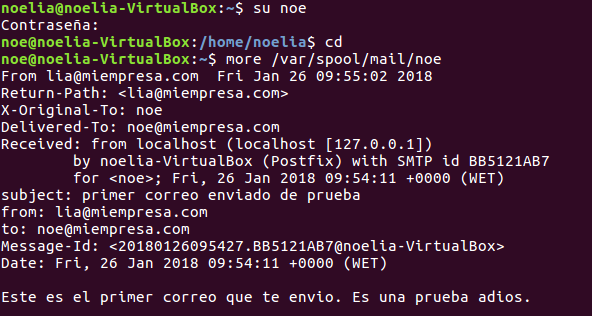 noelia@noelia-VirtualBox:~$ su noe
Contraseña:
noe@noelia-VirtualBox:/home/noelia$ cd
noe@noelia-VirtualBox:~$ more /var/spool/mail/noe
From lia@miempresa.com  Fri Jan 26 09:55:02 2018
Return-Path: <lia@miempresa.com>
X-Original-To: noe
Delivered-To: noe@miempresa.com
Received: from localhost (localhost [127.0.0.1])
        by noelia-VirtualBox (Postfix) with SMTP id BB5121AB7
        for <noe>; Fri, 26 Jan 2018 09:54:11 +0000 (WET)
subject: primer correo enviado de prueba
from: lia@miempresa.com
to: noe@miempresa.com
Message-Id: <20180126095427.BB5121AB7@noelia-VirtualBox>
Date: Fri, 26 Jan 2018 09:54:11 +0000 (WET)

Este es el primer correo que te envio. Es una prueba adios.